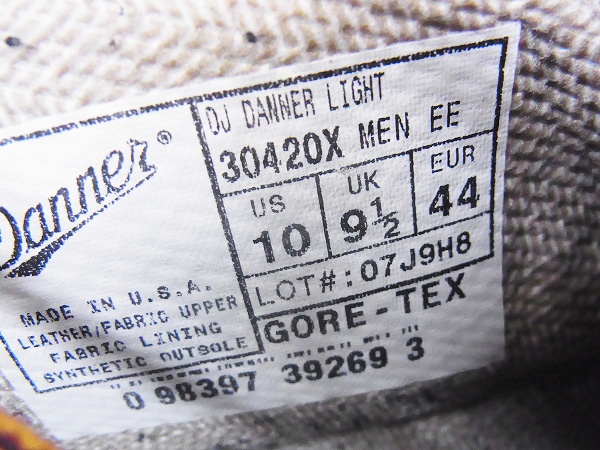 Danner®
MADE IN U.S.A.
LEATHER/FABRIC UPPER
FABRIC LINING
SYNTHETIC OUTSOLE
DJ DANNER LIGHT
30420X MEN EE
US UK EUR
10 9½ 44
LOT#: 07J9H8
GORE-TEX
0 98397 39269 3